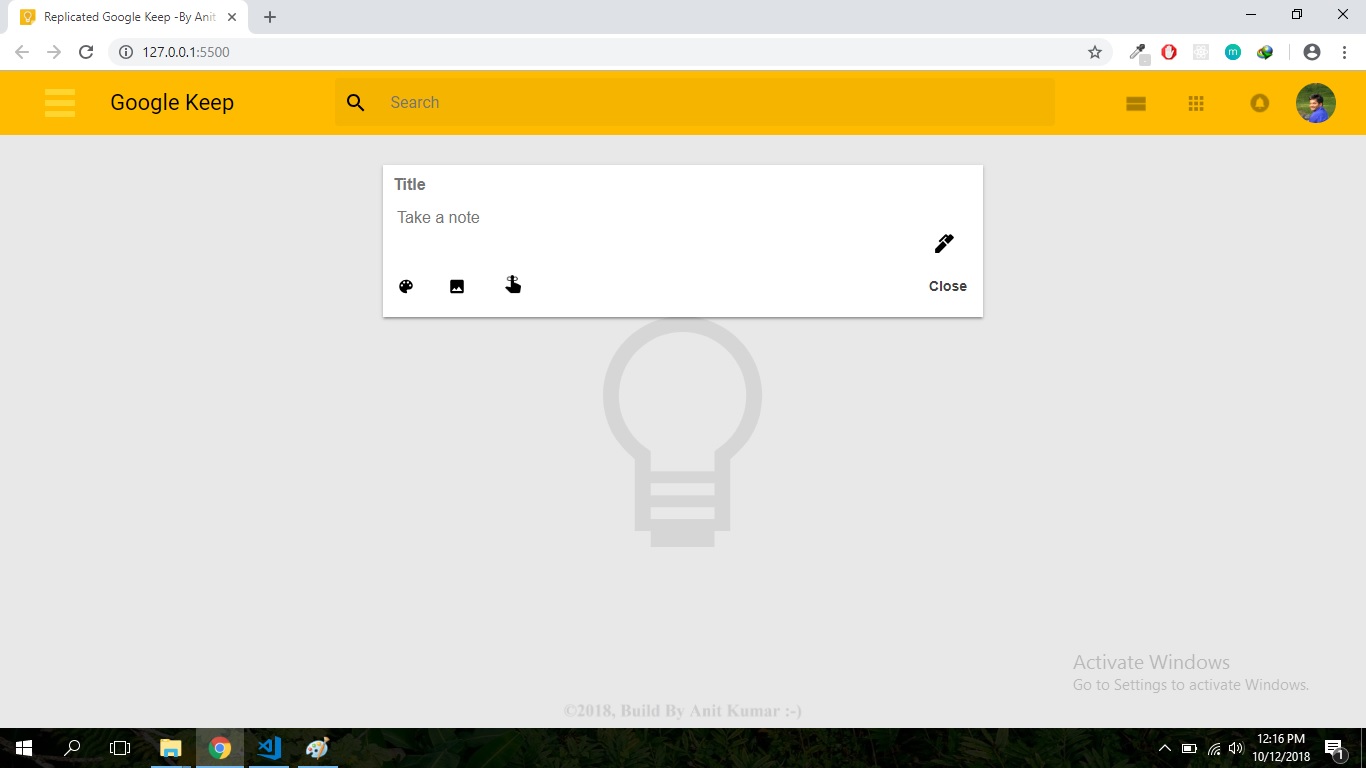 Replicated Google Keep -By Anit
127.0.0.1:5500
m
Google Keep
Search
Title
Take a note
Close
Activate Windows
Go to Settings to activate Windows.
©2018, Build By Anit Kumar :-)
12:16 PM
10/12/2018
1